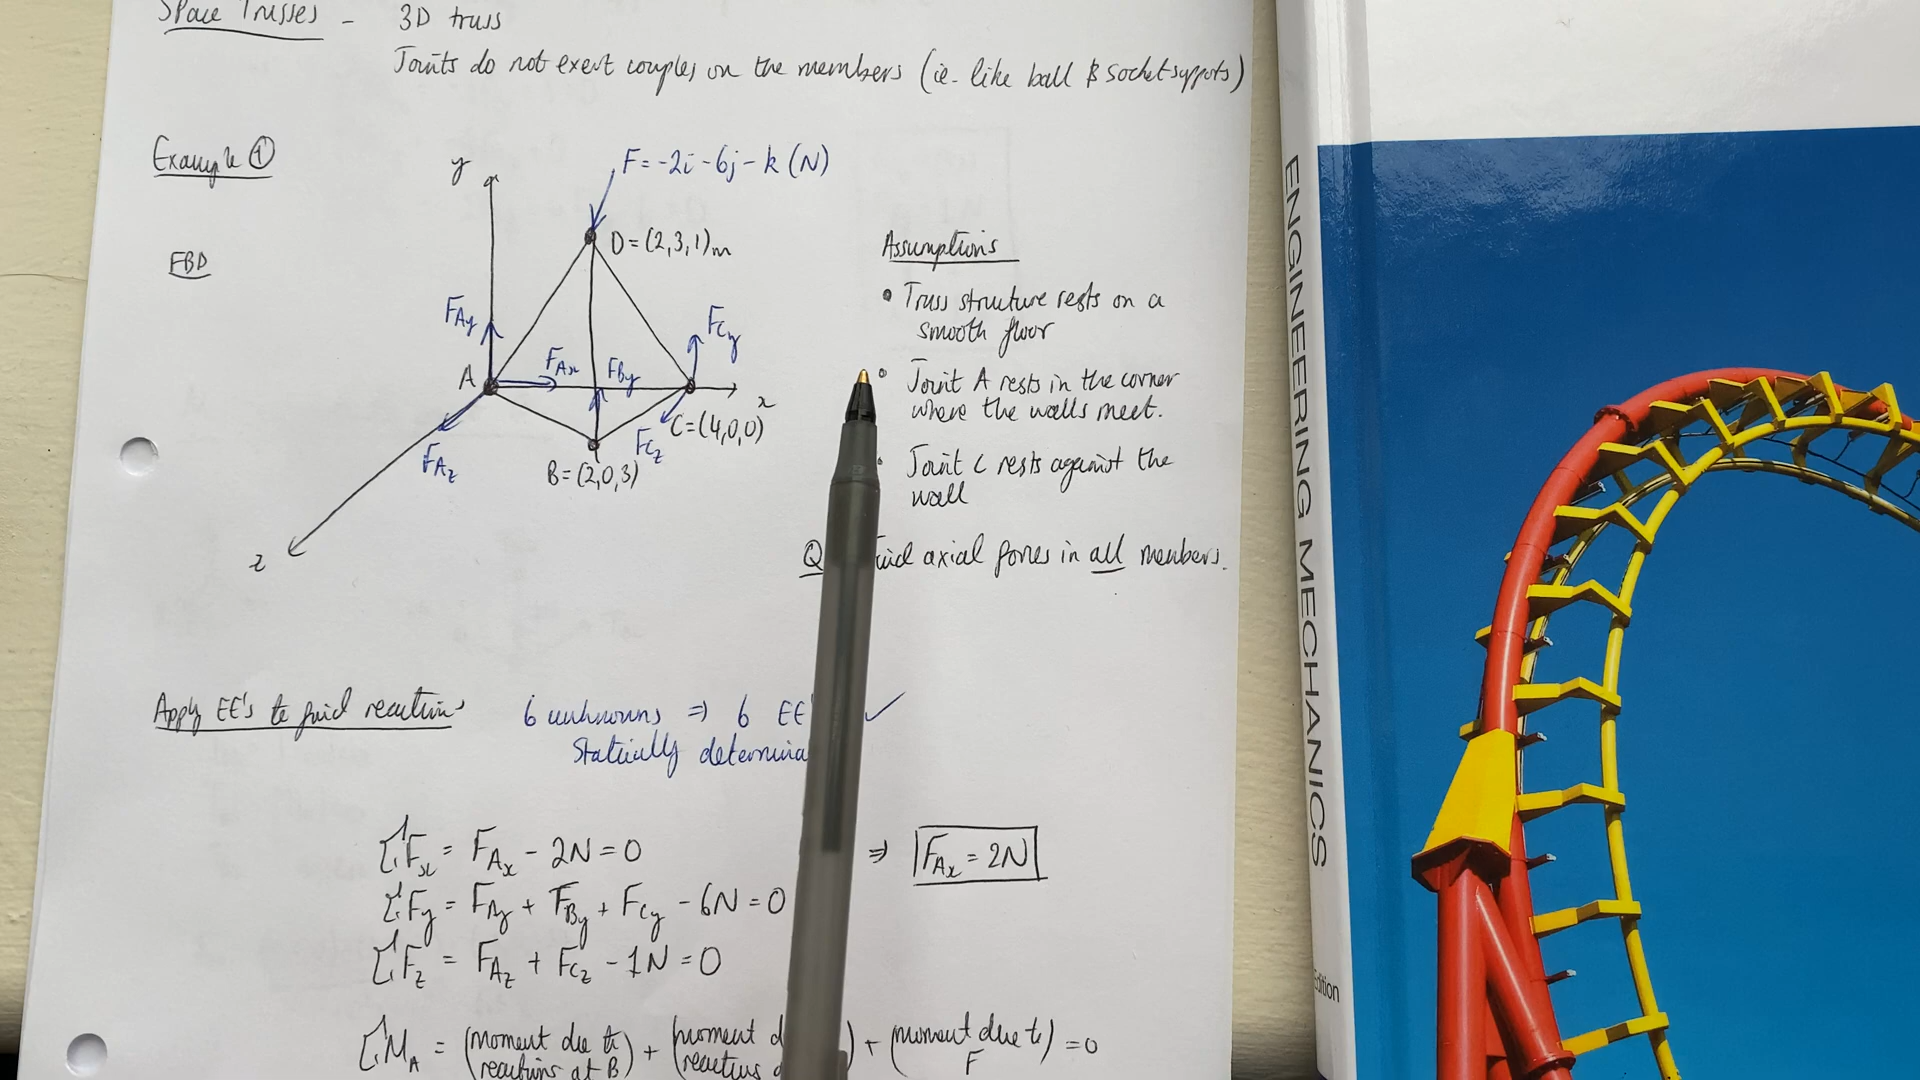 Space Trusses - 3D truss
Joints do not exert couples on the members (ie. like ball & socket supports)
Example ①
FBD
y
F = -2i - 6j - k (N)
D = (2,3,1)m
FAy
FCy
A
FAx
FBy
x
C = (4,0,0)
FCz
FAz
B = (2,0,3)
z
Assumptions
• Truss structure rests on a
smooth floor
• Joint A rests in the corner
where the walls meet.
• Joint C rests against the
wall
Q axial forces in all members.
Apply EE's to find reactions
6 unknowns ⇒ 6 EE ✓
Statically determina
ΣFx = FAx - 2N = 0 ⇒ FAx = 2N
ΣFy = FAy + FBy + FCy - 6N = 0
ΣFz = FAz + FCz - 1N = 0
ΣMA = (moment due to reactions at B) + (moment d reactions ) + (moment due to F) = 0
ENGINEERING MECHANICS
Edition